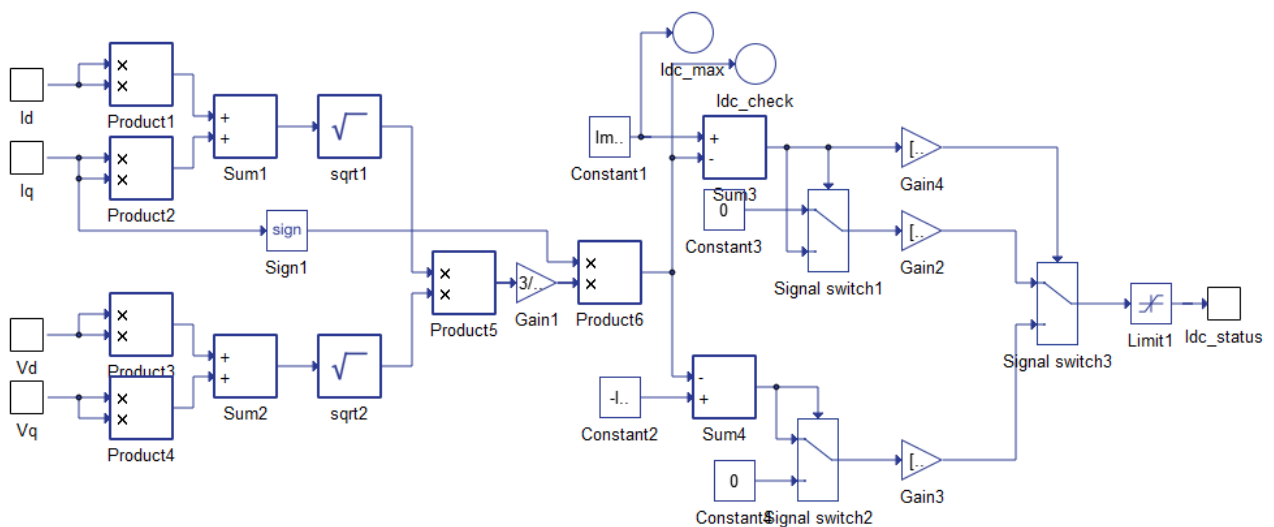 Id
Iq
Vd
Vq
×
×
Product1
×
×
Product2
×
×
Product3
×
×
Product4
+
+
Sum1
+
+
Sum2
√
sqrt1
√
sqrt2
sign
Sign1
×
×
Product5
3/..
Gain1
×
×
Product6
Idc_max
Idc_check
Im..
Constant1
+
-
Sum3
0
Constant3
Signal switch1
[..
Gain4
[..
Gain2
-I..
Constant2
-
+
Sum4
0
Constant4
Signal switch2
[..
Gain3
Signal switch3
Limit1
Idc_status